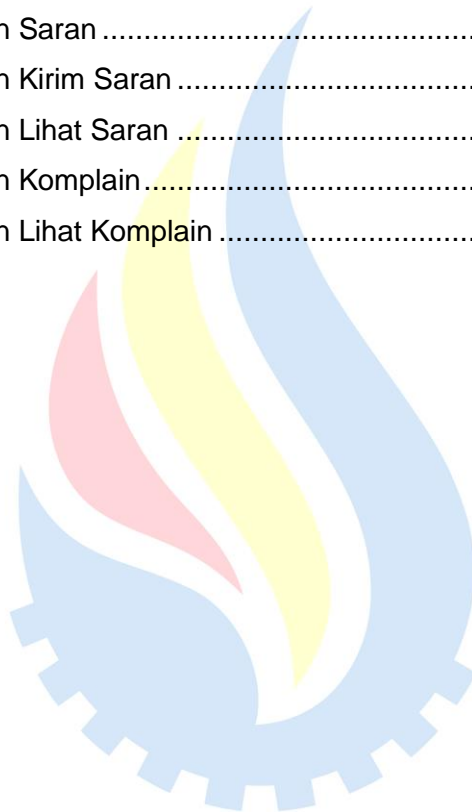 n Saran ..........................................
n Kirim Saran .................................
n Lihat Saran .................................
n Komplain.....................................
n Lihat Komplain ............................